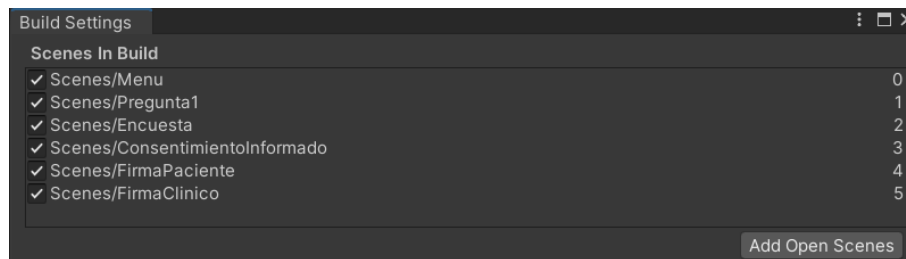 Build Settings
Scenes In Build
Scenes/Menu 0
Scenes/Pregunta1 1
Scenes/Encuesta 2
Scenes/ConsentimientoInformado 3
Scenes/FirmaPaciente 4
Scenes/FirmaClinico 5
Add Open Scenes